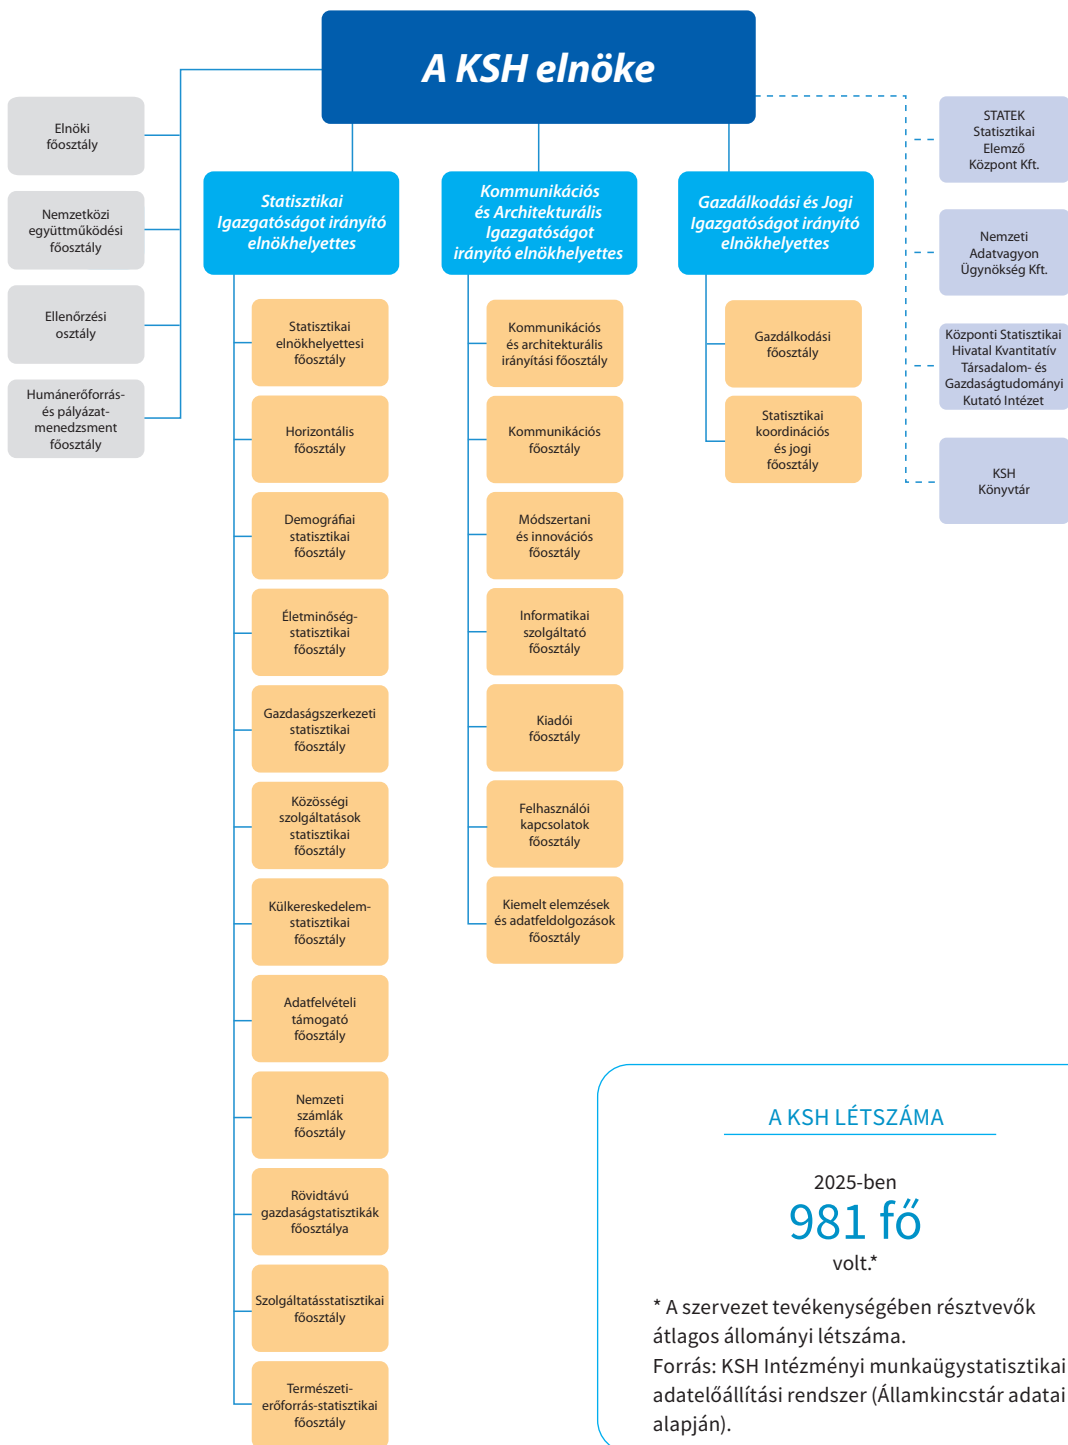 A KSH elnöke
Elnöki
főosztály
Nemzetközi
együttműködési
főosztály
Ellenőrzési
osztály
Humánerőforrás-
és pályázat-
menedzsment
főosztály
Statisztikai
Igazgatóságot irányító
elnökhelyettes
Statisztikai
elnökhelyettesi
főosztály
Horizontális
főosztály
Demográfiai
statisztikai
főosztály
Életminőség-
statisztikai
főosztály
Gazdaságszerkezeti
statisztikai
főosztály
Közösségi
szolgáltatások
statisztikai
főosztály
Külkereskedelem-
statisztikai
főosztály
Adatfelvételi
támogató
főosztály
Nemzeti
számlák
főosztály
Rövidtávú
gazdaságstatisztikák
főosztálya
Szolgáltatásstatisztikai
főosztály
Természeti-
erőforrás-statisztikai
főosztály
Kommunikációs
és Architekturális
Igazgatóságot
irányító elnökhelyettes
Kommunikációs
és architekturális
irányítási főosztály
Kommunikációs
főosztály
Módszertani
és innovációs
főosztály
Informatikai
szolgáltató
főosztály
Kiadói
főosztály
Felhasználói
kapcsolatok
főosztály
Kiemelt elemzések
és adatfeldolgozások
főosztály
Gazdálkodási és Jogi
Igazgatóságot irányító
elnökhelyettes
Gazdálkodási
főosztály
Statisztikai
koordinációs
és jogi
főosztály
STATEK
Statisztikai
Elemző
Központ Kft.
Nemzeti
Adatvagyon
Ügynökség Kft.
Központi Statisztikai
Hivatal Kvantitatív
Társadalom- és
Gazdaságtudományi
Kutató Intézet
KSH
Könyvtár
A KSH LÉTSZÁMA
2025-ben
981 fő
volt.*
* A szervezet tevékenységében résztvevők
átlagos állományi létszáma.
Forrás: KSH Intézményi munkaügystatisztikai
adatelőállítási rendszer (Államkincstár adatai
alapján).